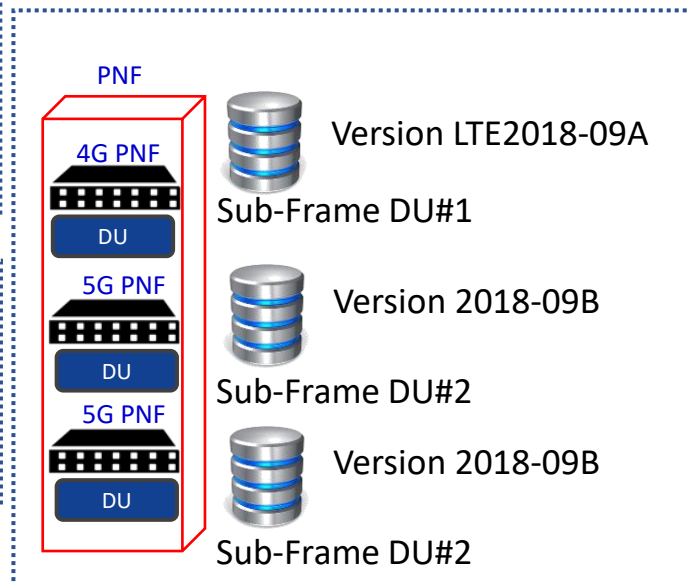 PNF
4G PNF
Version LTE2018-09A
Sub-Frame DU#1
DU
5G PNF
Version 2018-09B
DU
Sub-Frame DU#2
5G PNF
Version 2018-09B
DU
Sub-Frame DU#2